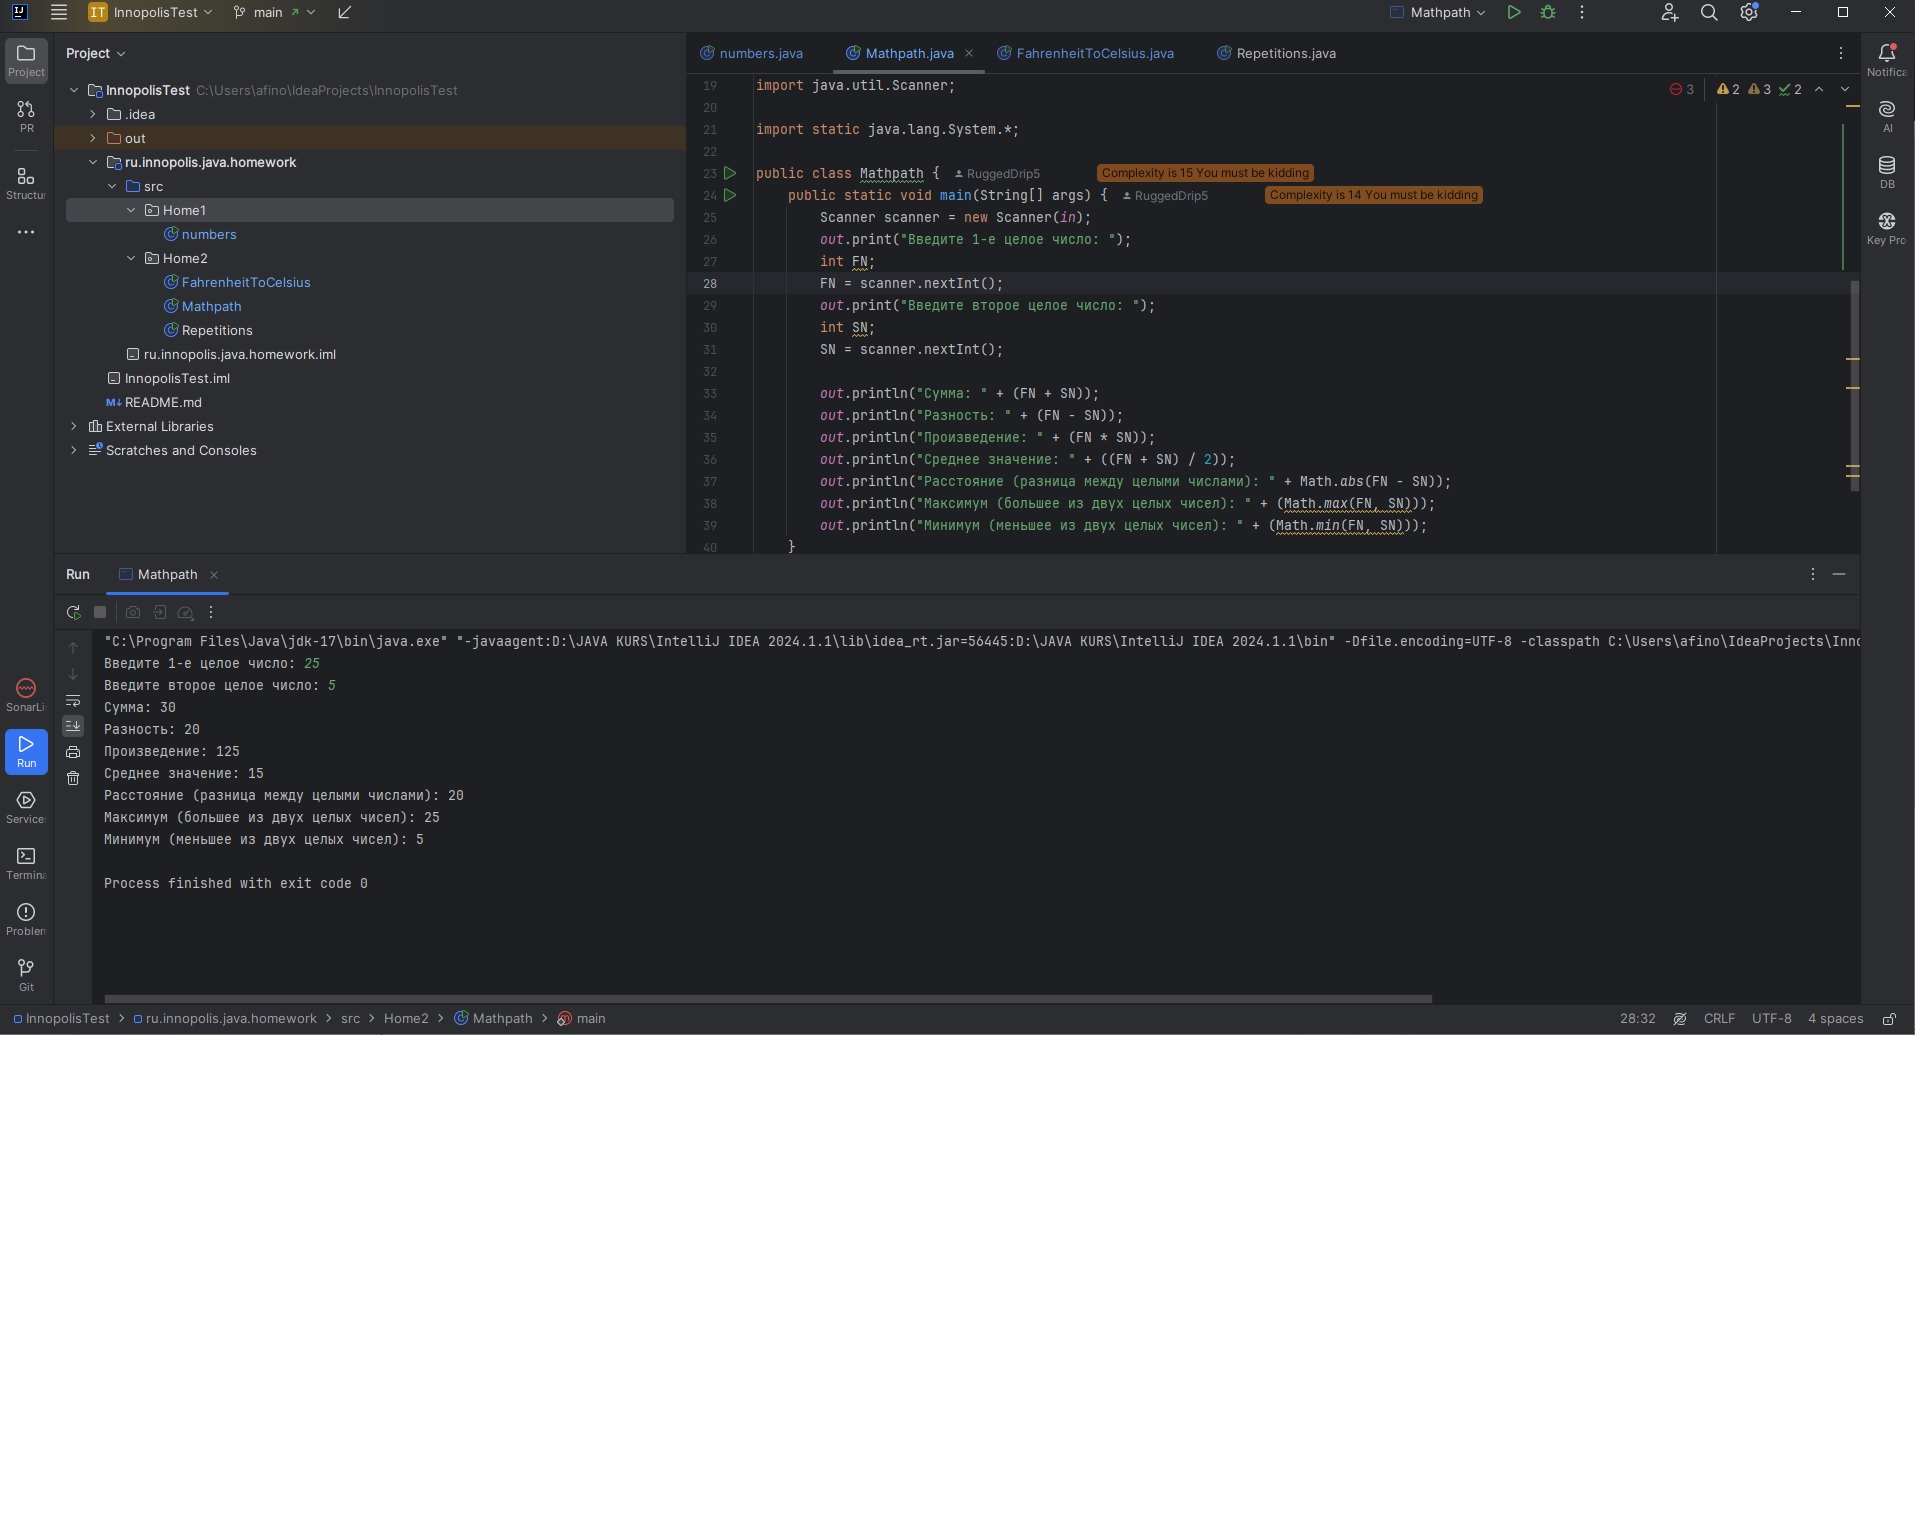 IT InnopolisTest main Mathpath
Project
Project
PR
Structur
InnopolisTest C:\Users\afino\IdeaProjects\InnopolisTest
.idea
out
ru.innopolis.java.homework
src
Home1
numbers
Home2
FahrenheitToCelsius
Mathpath
Repetitions
ru.innopolis.java.homework.iml
InnopolisTest.iml
README.md
External Libraries
Scratches and Consoles
numbers.java Mathpath.java FahrenheitToCelsius.java Repetitions.java
3 2 3 2
19 import java.util.Scanner;
20
21 import static java.lang.System.*;
22
23 public class Mathpath { RuggedDrip5 Complexity is 15 You must be kidding
24 public static void main(String[] args) { RuggedDrip5 Complexity is 14 You must be kidding
25 Scanner scanner = new Scanner(in);
26 out.print("Введите 1-е целое число: ");
27 int FN;
28 FN = scanner.nextInt();
29 out.print("Введите второе целое число: ");
30 int SN;
31 SN = scanner.nextInt();
32
33 out.println("Сумма: " + (FN + SN));
34 out.println("Разность: " + (FN - SN));
35 out.println("Произведение: " + (FN * SN));
36 out.println("Среднее значение: " + ((FN + SN) / 2));
37 out.println("Расстояние (разница между целыми числами): " + Math.abs(FN - SN));
38 out.println("Максимум (большее из двух целых чисел): " + (Math.max(FN, SN)));
39 out.println("Минимум (меньшее из двух целых чисел): " + (Math.min(FN, SN)));
40 }
Notifica
AI
DB
Key Pro
Run Mathpath
"C:\Program Files\Java\jdk-17\bin\java.exe" "-javaagent:D:\JAVA KURS\IntelliJ IDEA 2024.1.1\lib\idea_rt.jar=56445:D:\JAVA KURS\IntelliJ IDEA 2024.1.1\bin" -Dfile.encoding=UTF-8 -classpath C:\Users\afino\IdeaProjects\Inno
Введите 1-е целое число: 25
Введите второе целое число: 5
Сумма: 30
Разность: 20
Произведение: 125
Среднее значение: 15
Расстояние (разница между целыми числами): 20
Максимум (большее из двух целых чисел): 25
Минимум (меньшее из двух целых чисел): 5
Process finished with exit code 0
SonarLi
Run
Service
Termina
Problen
Git
InnopolisTest > ru.innopolis.java.homework > src > Home2 > Mathpath > main
28:32 CRLF UTF-8 4 spaces